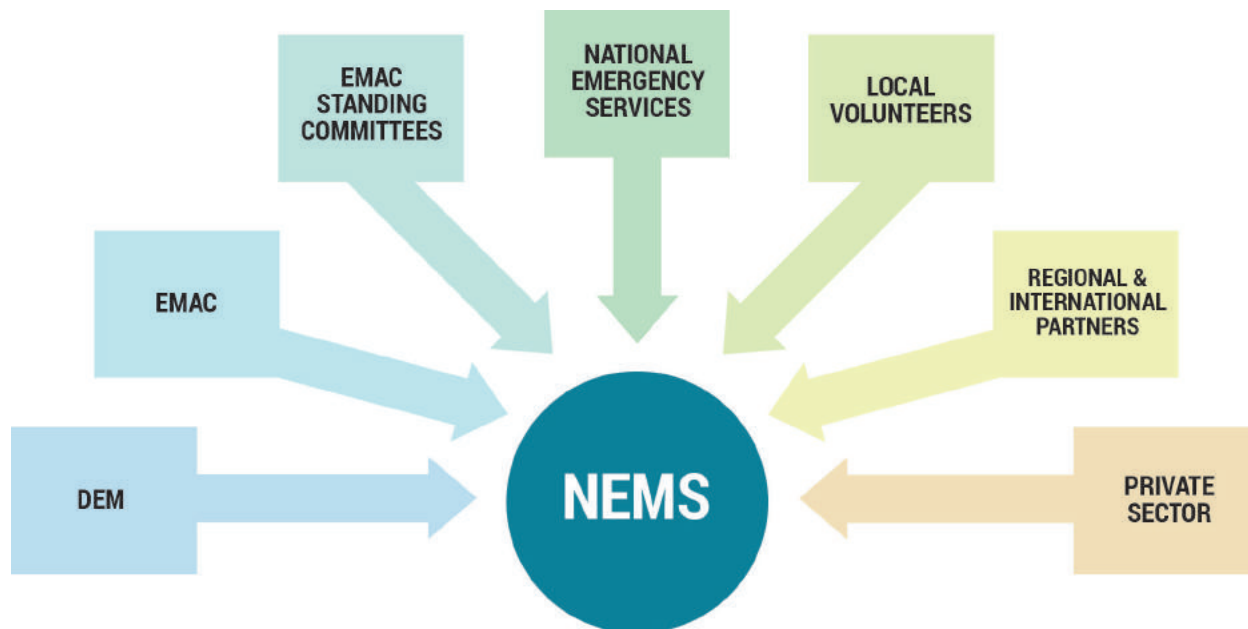 NATIONAL
EMERGENCY
SERVICES
EMAC
STANDING
COMMITTEES
LOCAL
VOLUNTEERS
EMAC
REGIONAL &
INTERNATIONAL
PARTNERS
DEM
NEMS
PRIVATE
SECTOR